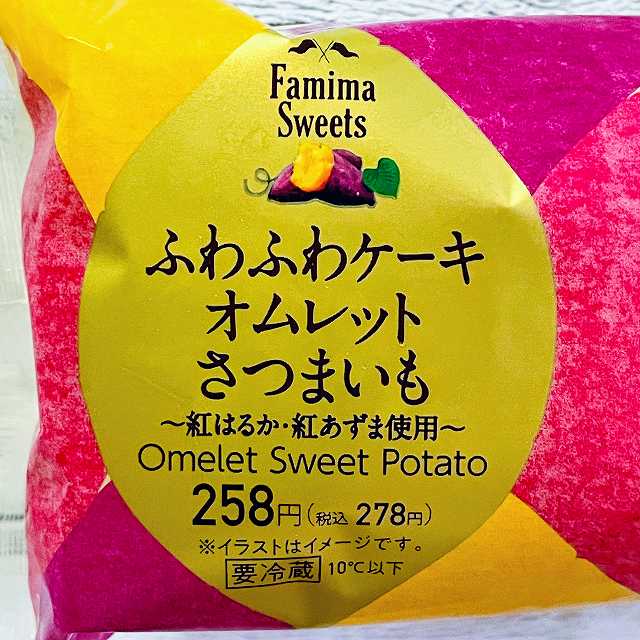 Famima
Sweets
ふわふわケーキ
オムレット
さつまいも
～紅はるか・紅あずま使用～
Omelet Sweet Potato
258円(税込 278円)
※イラストはイメージです。
要冷蔵 10℃以下